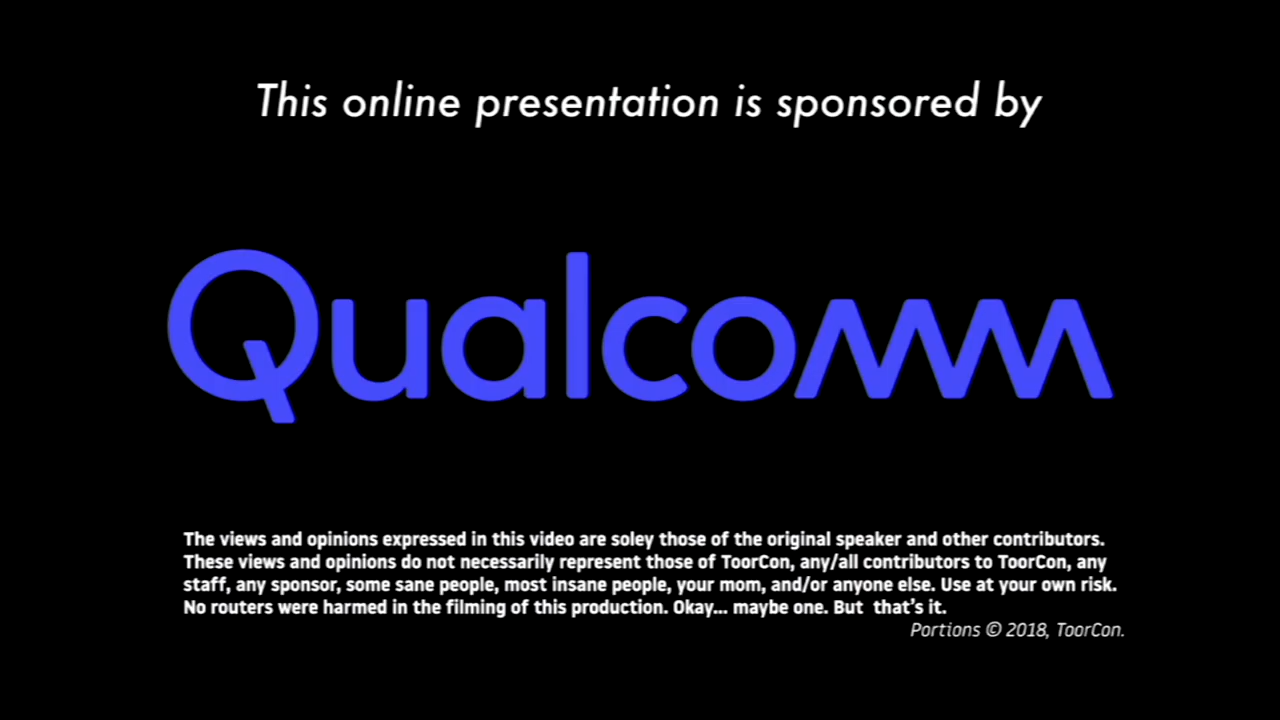 This online presentation is sponsored by
Qualcomm
The views and opinions expressed in this video are soley those of the original speaker and other contributors.
These views and opinions do not necessarily represent those of ToorCon, any/all contributors to ToorCon, any
staff, any sponsor, some sane people, most insane people, your mom, and/or anyone else. Use at your own risk.
No routers were harmed in the filming of this production. Okay... maybe one. But  that's it.
Portions © 2018, ToorCon.